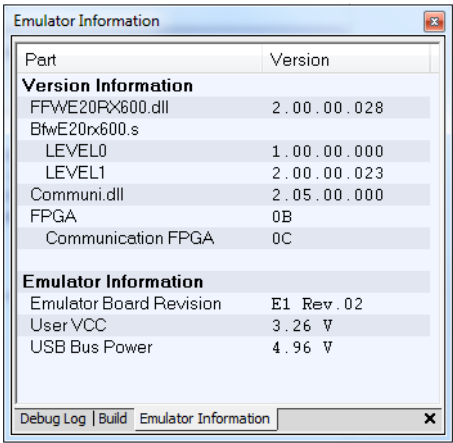 Emulator Information
Part Version
Version Information
FFWE20RX600.dll 2.00.00.028
BfwE20rx600.s
LEVEL0 1.00.00.000
LEVEL1 2.00.00.023
Communi.dll 2.05.00.000
FPGA 0B
Communication FPGA 0C
Emulator Information
Emulator Board Revision E1 Rev.02
User VCC 3.26 V
USB Bus Power 4.96 V
Debug Log Build Emulator Information